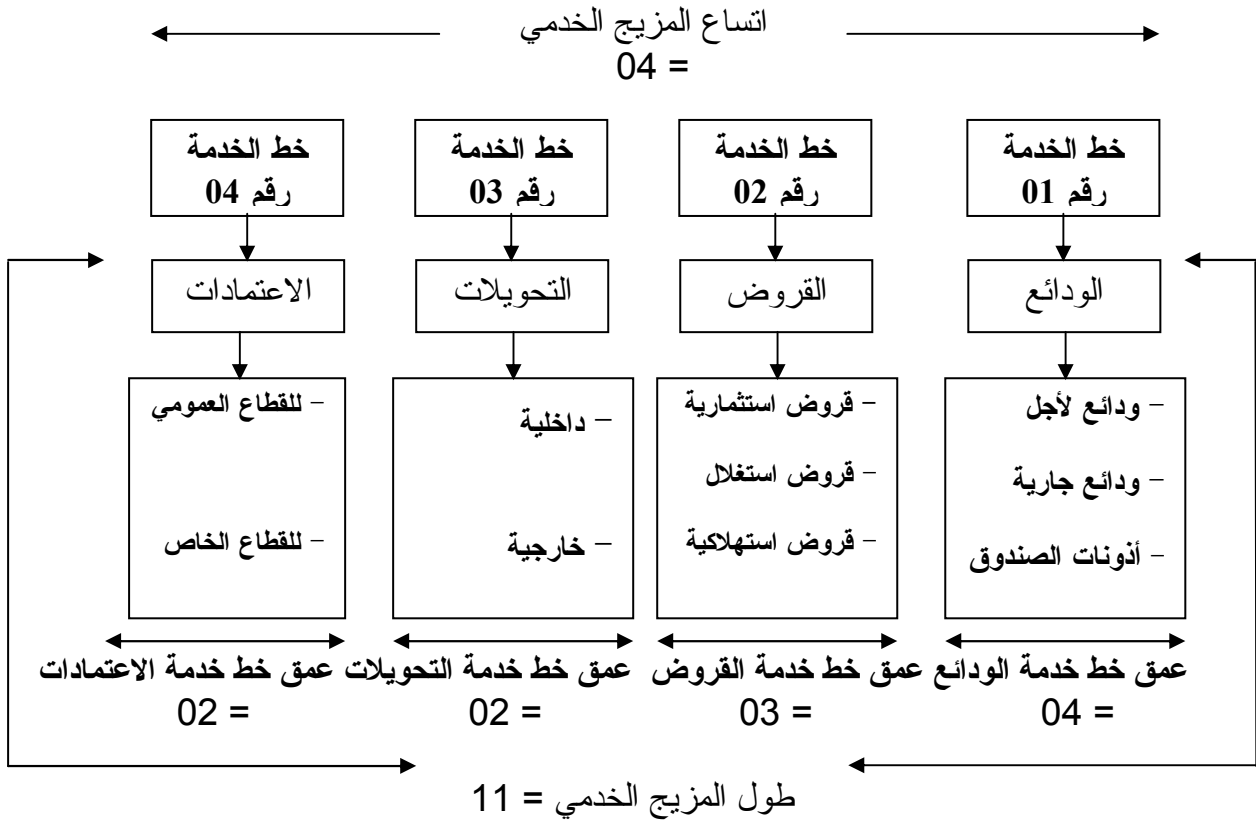 اتساع المزيج الخدمي
= 04
خط الخدمة
رقم 01
خط الخدمة
رقم 02
خط الخدمة
رقم 03
خط الخدمة
رقم 04
الودائع
القروض
التحويلات
الاعتمادات
– ودائع لأجل
– ودائع جارية
– أذونات الصندوق
– قروض استثمارية
– قروض استغلال
– قروض استهلاكية
– داخلية
– خارجية
– للقطاع العمومي
– للقطاع الخاص
عمق خط خدمة الودائع
= 04
عمق خط خدمة القروض
= 03
عمق خط خدمة التحويلات
= 02
عمق خط خدمة الاعتمادات
= 02
طول المزيج الخدمي = 11